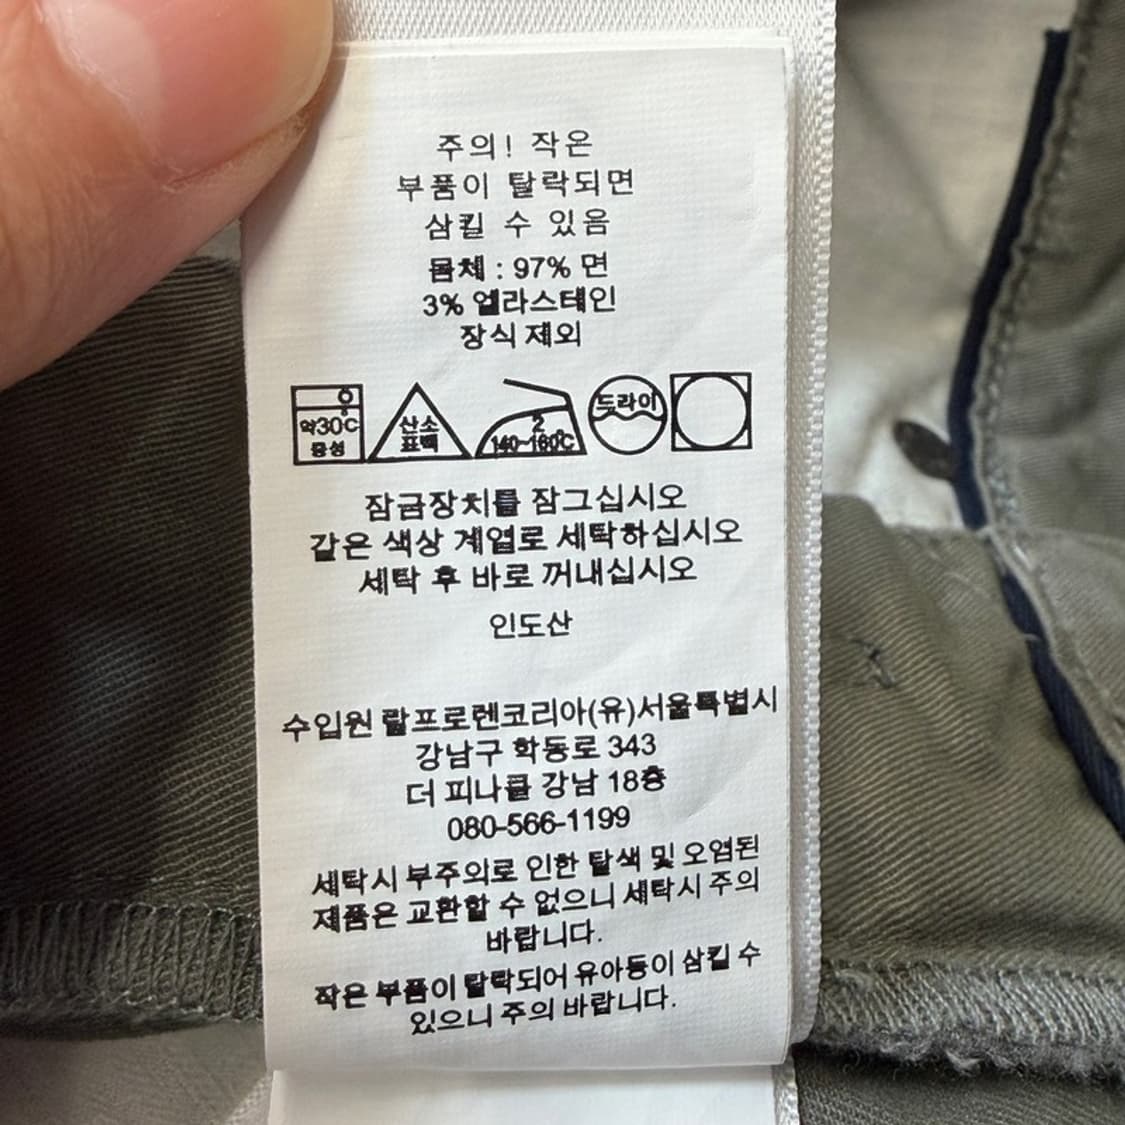 주의! 작은
부품이 탈락되면
삼킬 수 있음
몸체 : 97% 면
3% 엘라스테인
장식 제외
약30℃ 중성
산소 표백
2 140~160℃
드라이
잠금장치를 잠그십시오
같은 색상 계열로 세탁하십시오
세탁 후 바로 꺼내십시오
인도산
수입원 랄프로렌코리아(유)서울특별시
강남구 학동로 343
더 피나클 강남 18층
080-566-1199
세탁시 부주의로 인한 탈색 및 오염된
제품은 교환할 수 없으니 세탁시 주의
바랍니다.
작은 부품이 탈락되어 유아등이 삼킬 수
있으니 주의 바랍니다.